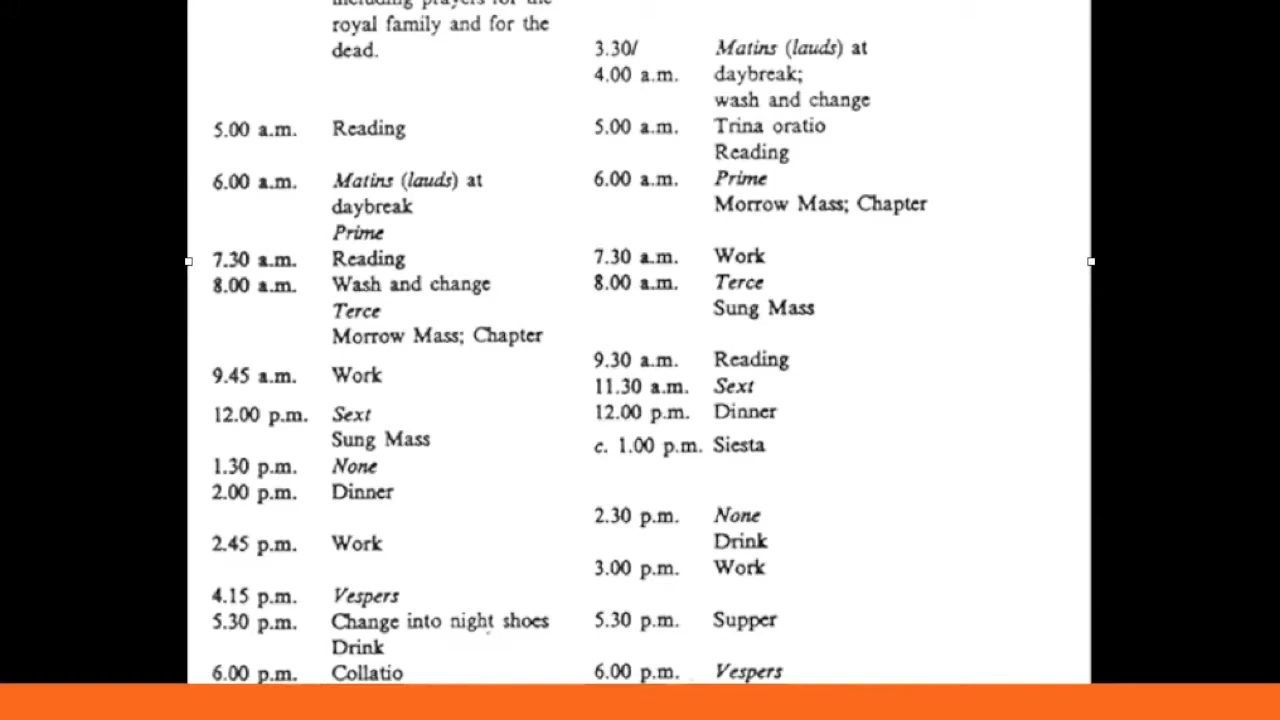 including prayers for the
royal family and for the
dead.
5.00 a.m. Reading
6.00 a.m. Matins (lauds) at
daybreak
Prime
7.30 a.m. Reading
8.00 a.m. Wash and change
Terce
Morrow Mass; Chapter
9.45 a.m. Work
12.00 p.m. Sext
Sung Mass
1.30 p.m. None
2.00 p.m. Dinner
2.45 p.m. Work
4.15 p.m. Vespers
5.30 p.m. Change into night shoes
Drink
6.00 p.m. Collatio
3.30/ Matins (lauds) at
4.00 a.m. daybreak;
wash and change
5.00 a.m. Trina oratio
Reading
6.00 a.m. Prime
Morrow Mass; Chapter
7.30 a.m. Work
8.00 a.m. Terce
Sung Mass
9.30 a.m. Reading
11.30 a.m. Sext
12.00 p.m. Dinner
c. 1.00 p.m. Siesta
2.30 p.m. None
Drink
3.00 p.m. Work
5.30 p.m. Supper
6.00 p.m. Vespers